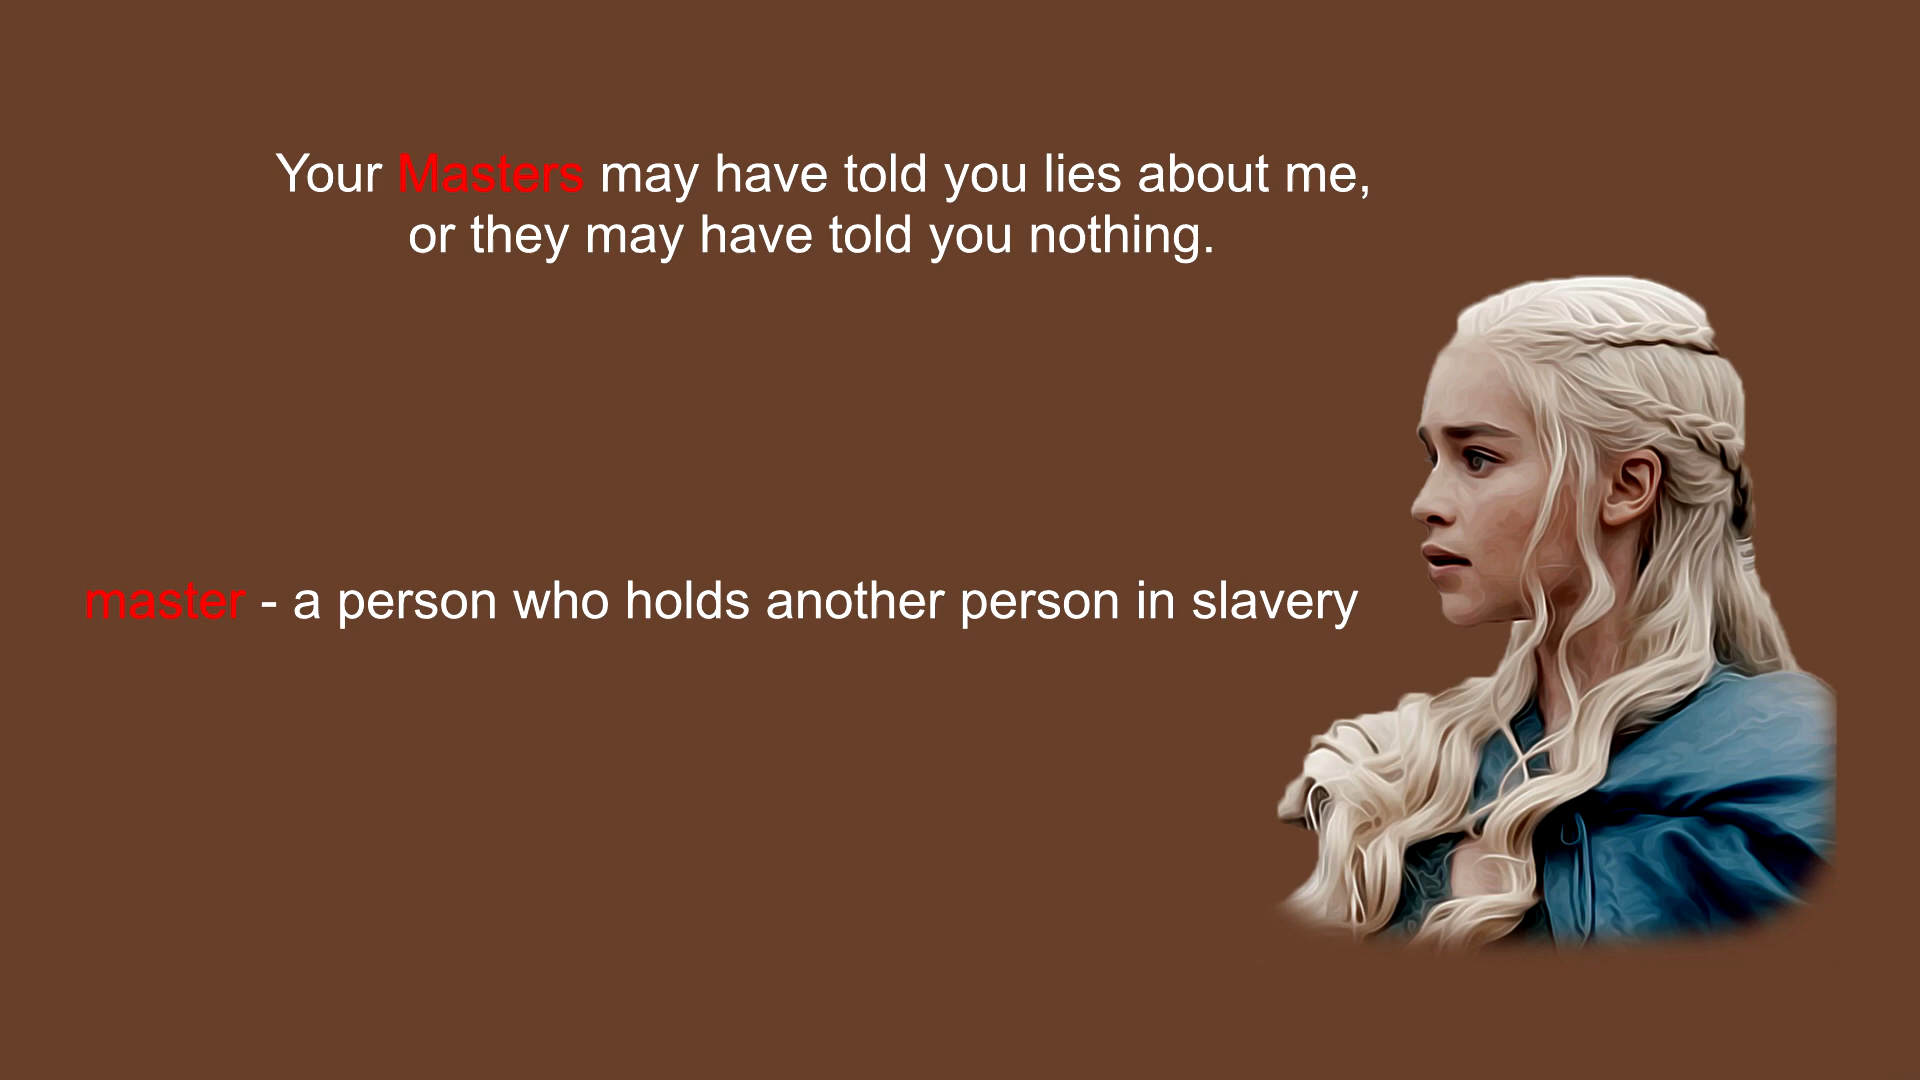 Your Masters may have told you lies about me,
or they may have told you nothing.
master - a person who holds another person in slavery